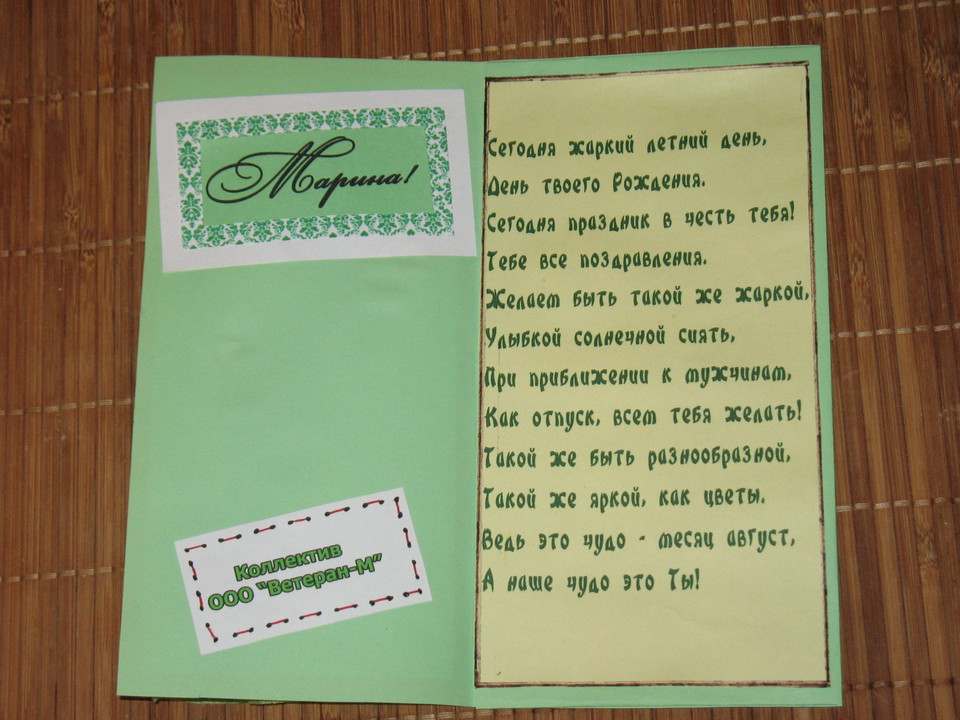 Марина!
Коллектив
ООО "Ветеран-М"
Сегодня жаркий летний день,
День твоего Рождения.
Сегодня праздник в честь тебя!
Тебе все поздравления.
Желаем быть такой же жаркой,
Улыбкой солнечной сиять,
При приближении к мужчинам,
Как отпуск, всем тебя желать!
Такой же быть разнообразной,
Такой же яркой, как цветы.
Ведь это чудо - месяц август,
А наше чудо это Ты!